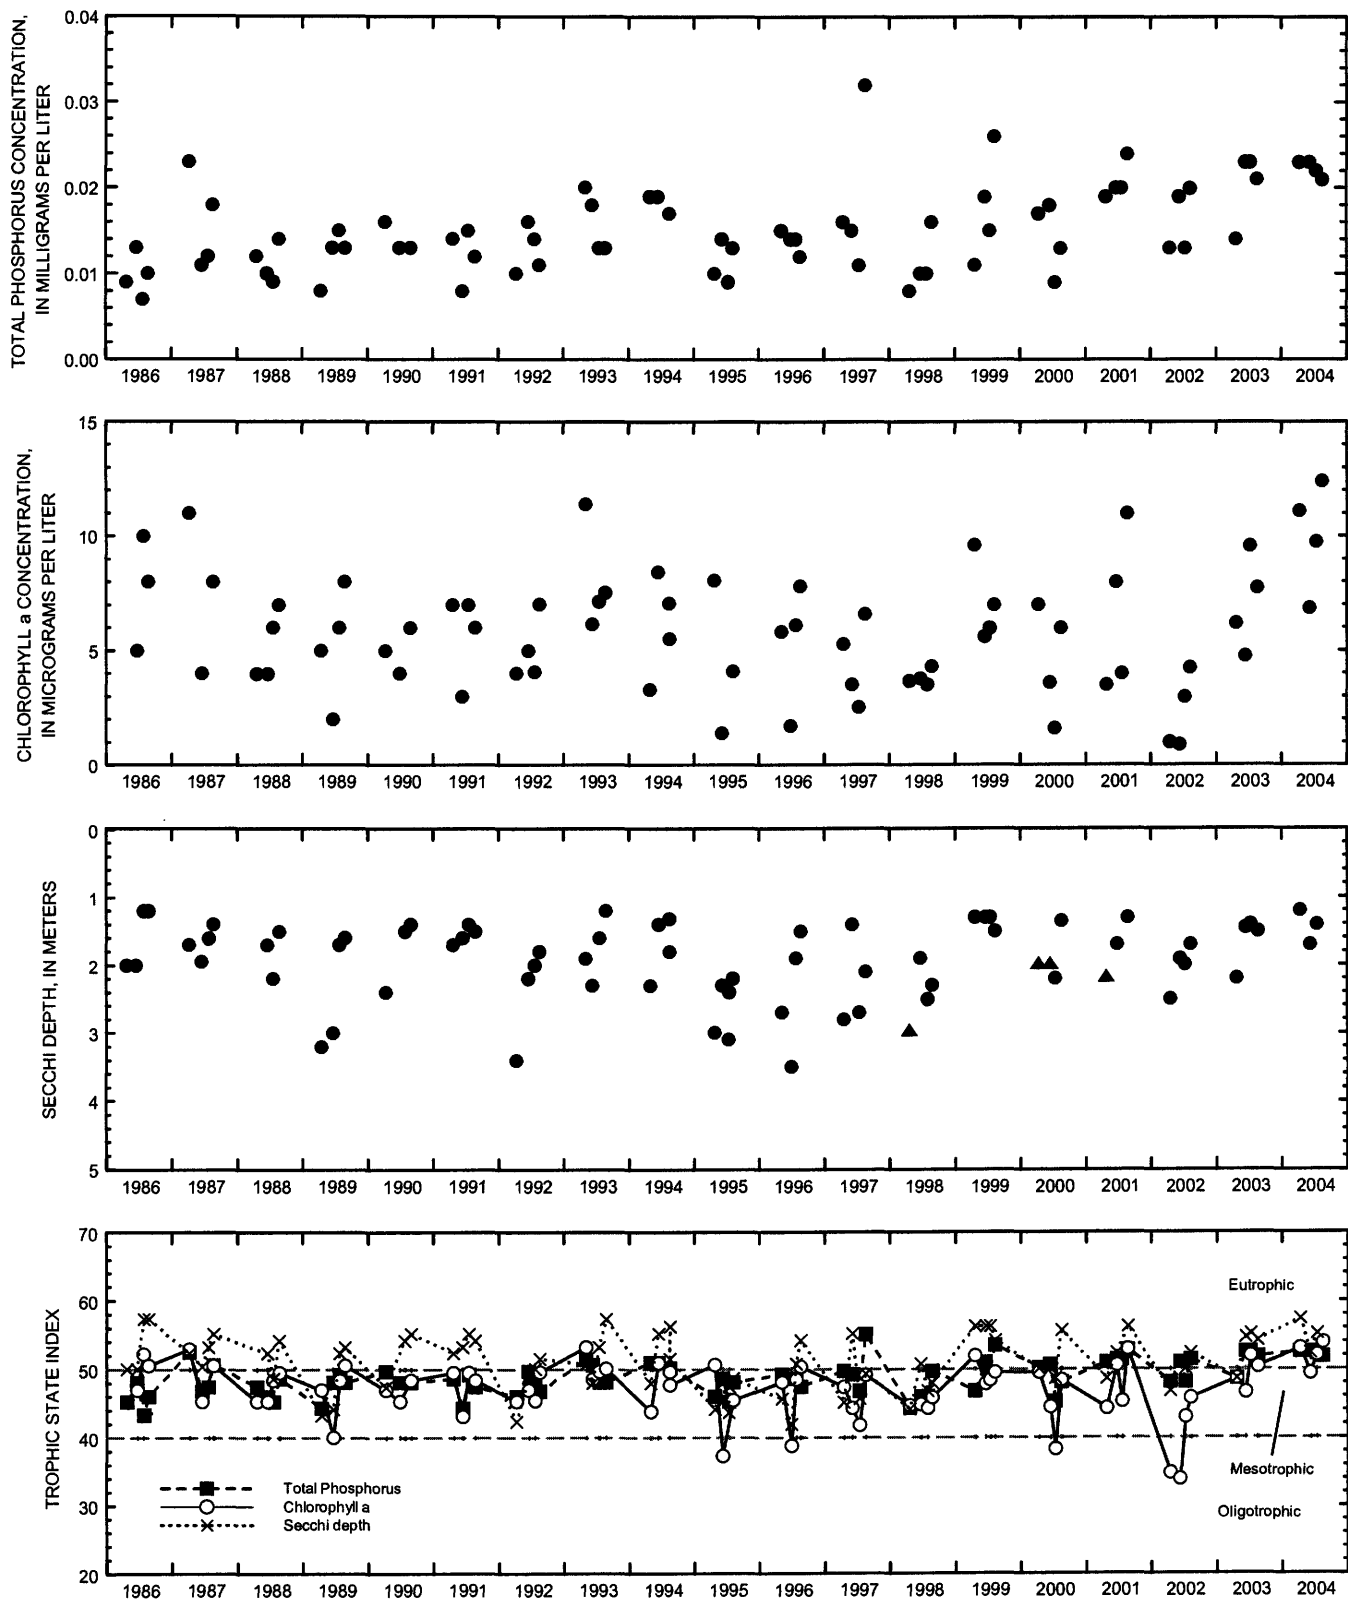 TOTAL PHOSPHORUS CONCENTRATION,
IN MILLIGRAMS PER LITER
0.04
0.03
0.02
0.01
0.00
1986 1987 1988 1989 1990 1991 1992 1993 1994 1995 1996 1997 1998 1999 2000 2001 2002 2003 2004
CHLOROPHYLL a CONCENTRATION,
IN MICROGRAMS PER LITER
15
10
5
0
1986 1987 1988 1989 1990 1991 1992 1993 1994 1995 1996 1997 1998 1999 2000 2001 2002 2003 2004
SECCHI DEPTH, IN METERS
0
1
2
3
4
5
1986 1987 1988 1989 1990 1991 1992 1993 1994 1995 1996 1997 1998 1999 2000 2001 2002 2003 2004
TROPHIC STATE INDEX
70
60
50
40
30
20
Eutrophic
Mesotrophic
Oligotrophic
Total Phosphorus
Chlorophyll a
Secchi depth
1986 1987 1988 1989 1990 1991 1992 1993 1994 1995 1996 1997 1998 1999 2000 2001 2002 2003 2004